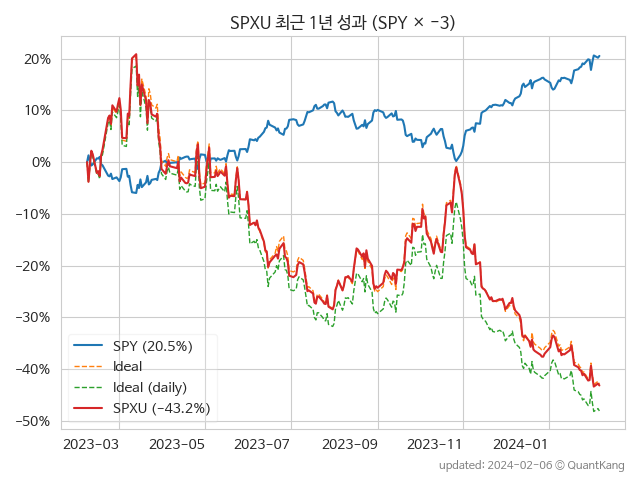 SPXU 최근 1년 성과 (SPY × −3)
20%
10%
0%
−10%
−20%
−30%
−40%
−50%
SPY (20.5%)
Ideal
Ideal (daily)
SPXU (−43.2%)
2023-03 2023-05 2023-07 2023-09 2023-11 2024-01
updated: 2024-02-06 © QuantKang